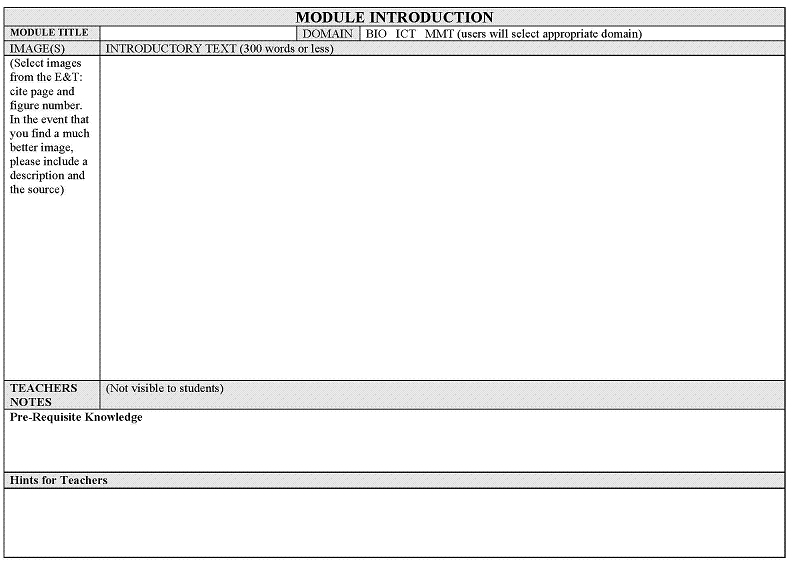 MODULE INTRODUCTION
MODULE TITLE
DOMAIN
BIO ICT MMT (users will select appropriate domain)
IMAGE(S)
INTRODUCTORY TEXT (300 words or less)
(Select images
from the E&T:
cite page and
figure number.
In the event that
you find a much
better image,
please include a
description and
the source)
TEACHERS
NOTES
(Not visible to students)
Pre-Requisite Knowledge
Hints for Teachers